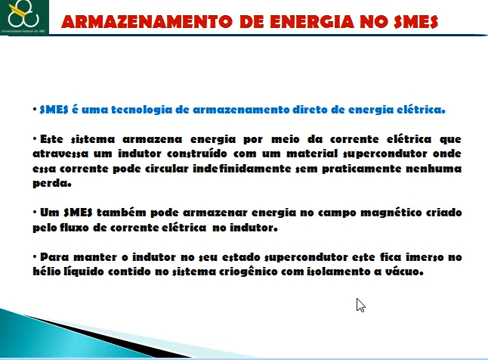 ARMAZENAMENTO DE ENERGIA NO SMES
• SMES é uma tecnologia de armazenamento direto de energia elétrica.
• Este sistema armazena energia por meio da corrente elétrica que
atravessa um indutor construído com um material supercondutor onde
essa corrente pode circular indefinidamente sem praticamente nenhuma
perda.
• Um SMES também pode armazenar energia no campo magnético criado
pelo fluxo de corrente elétrica no indutor.
• Para manter o indutor no seu estado supercondutor este fica imerso no
hélio líquido contido no sistema criogênico com isolamento a vácuo.